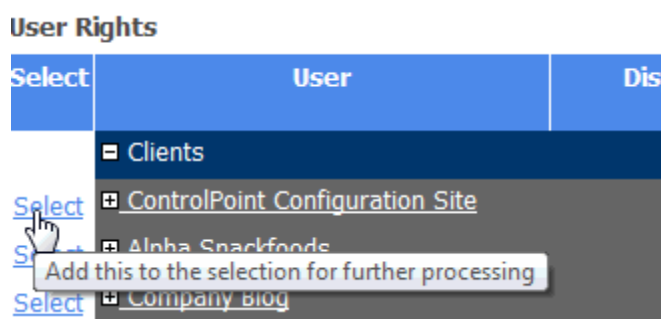 User Rights
Select User Dis
Clients
Select ControlPoint Configuration Site
Select Alpha Snackfoods
Add this to the selection for further processing
Select Company Blog